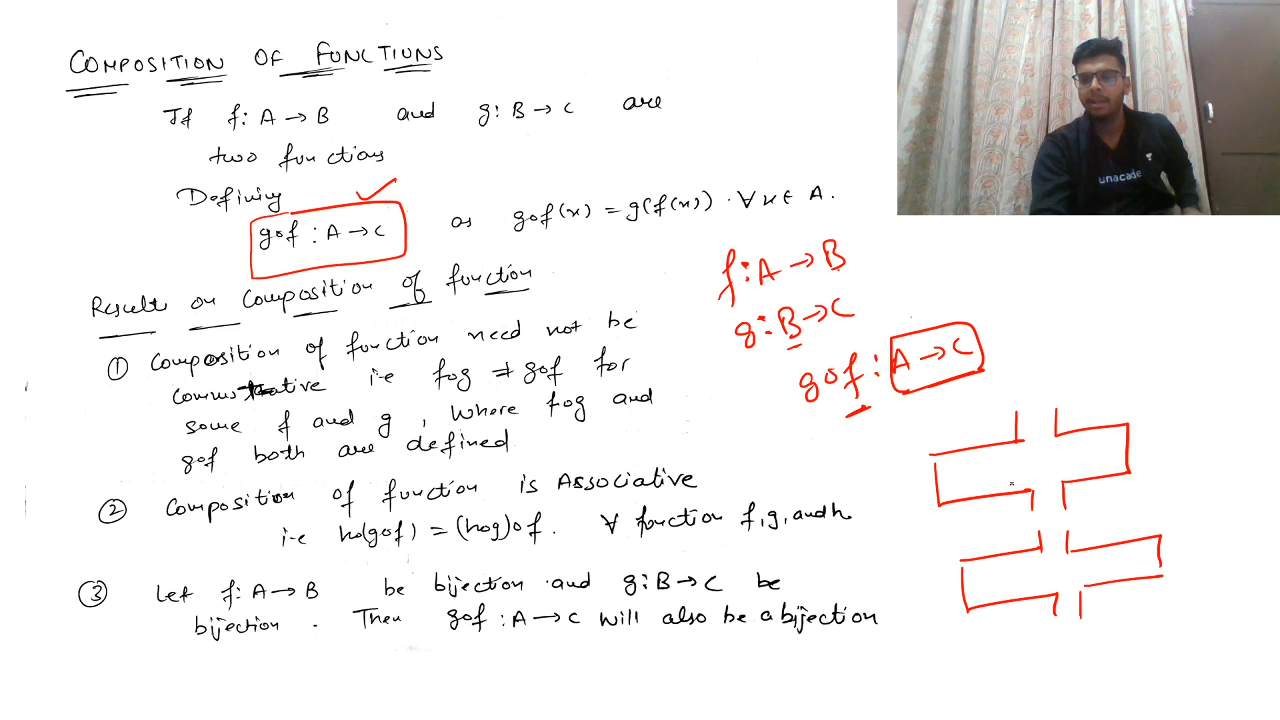 COMPOSITION OF FUNCTIONS
If f: A → B and g: B → C are
two functions
Defining
gof : A → C as gof(x) = g(f(x)) . ∀ x ∈ A.
Results on composition of function
① Composition of function need not be
commutative i.e fog ≠ gof for
some f and g , where fog and
gof both are defined
② Composition of function is Associative
i.e ho(gof) = (hog)of. ∀ function f, g, and h
③ Let f: A → B be bijection and g: B → C be
bijection . Then gof : A → C will also be a bijection
f: A → B
g: B → C
gof : A → C
unacade